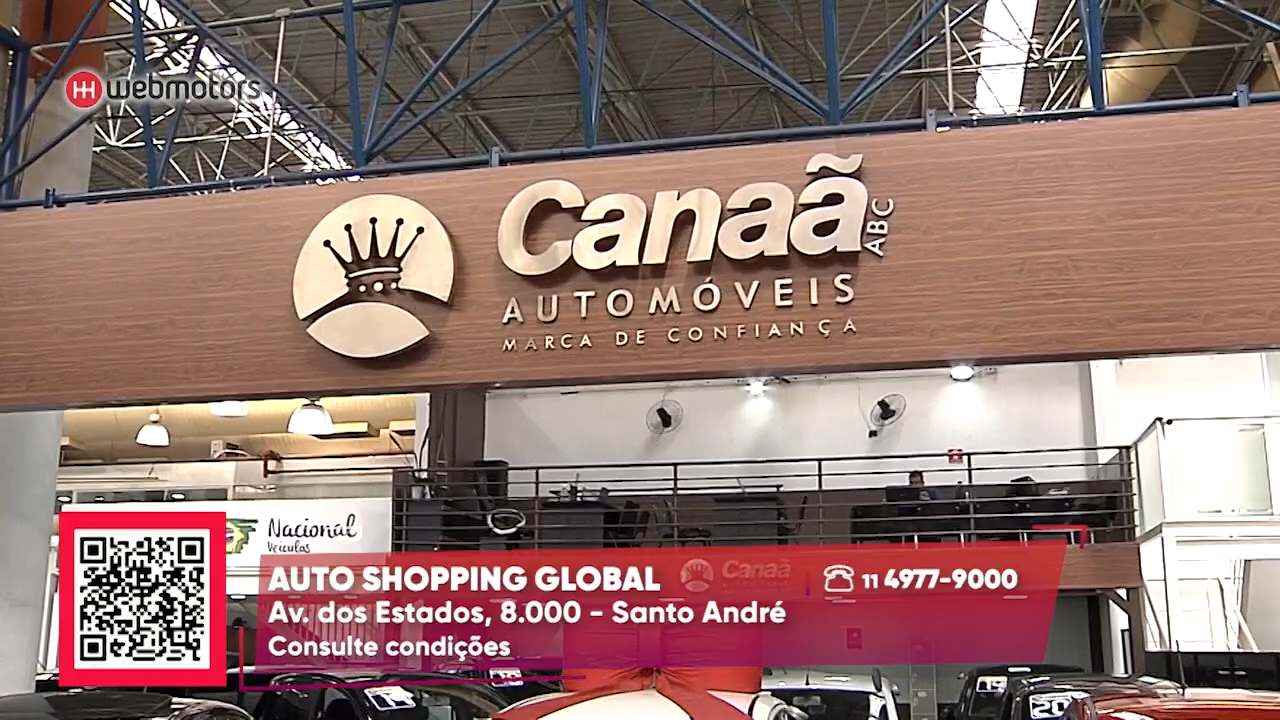 webmotors
Canaã
ABC
AUTOMÓVEIS
MARCA DE CONFIANÇA
Nacional
Veículos
AUTO SHOPPING GLOBAL
Canaã
11 4977-9000
Av. dos Estados, 8.000 - Santo André
Consulte condições